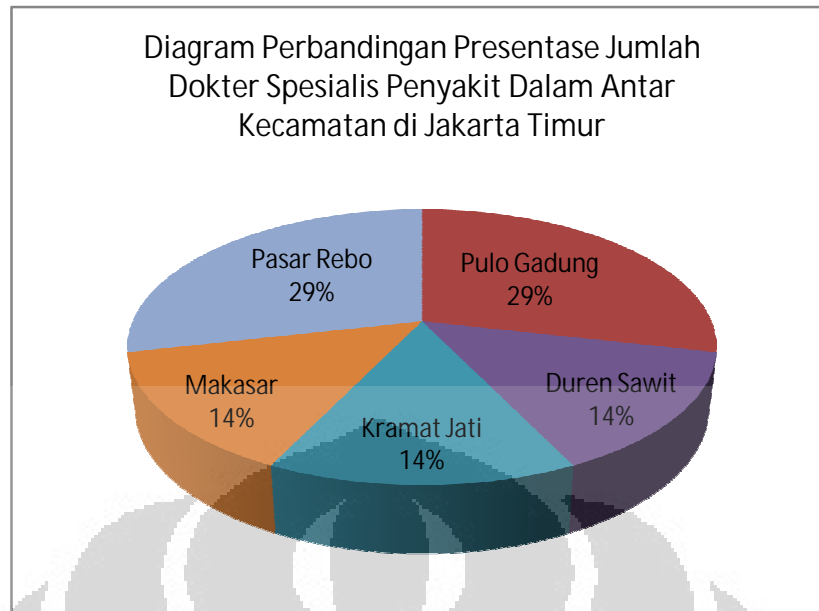 Diagram Perbandingan Presentase Jumlah
Dokter Spesialis Penyakit Dalam Antar
Kecamatan di Jakarta Timur
Pasar Rebo
29%
Pulo Gadung
29%
Makasar
14%
Kramat Jati
14%
Duren Sawit
14%